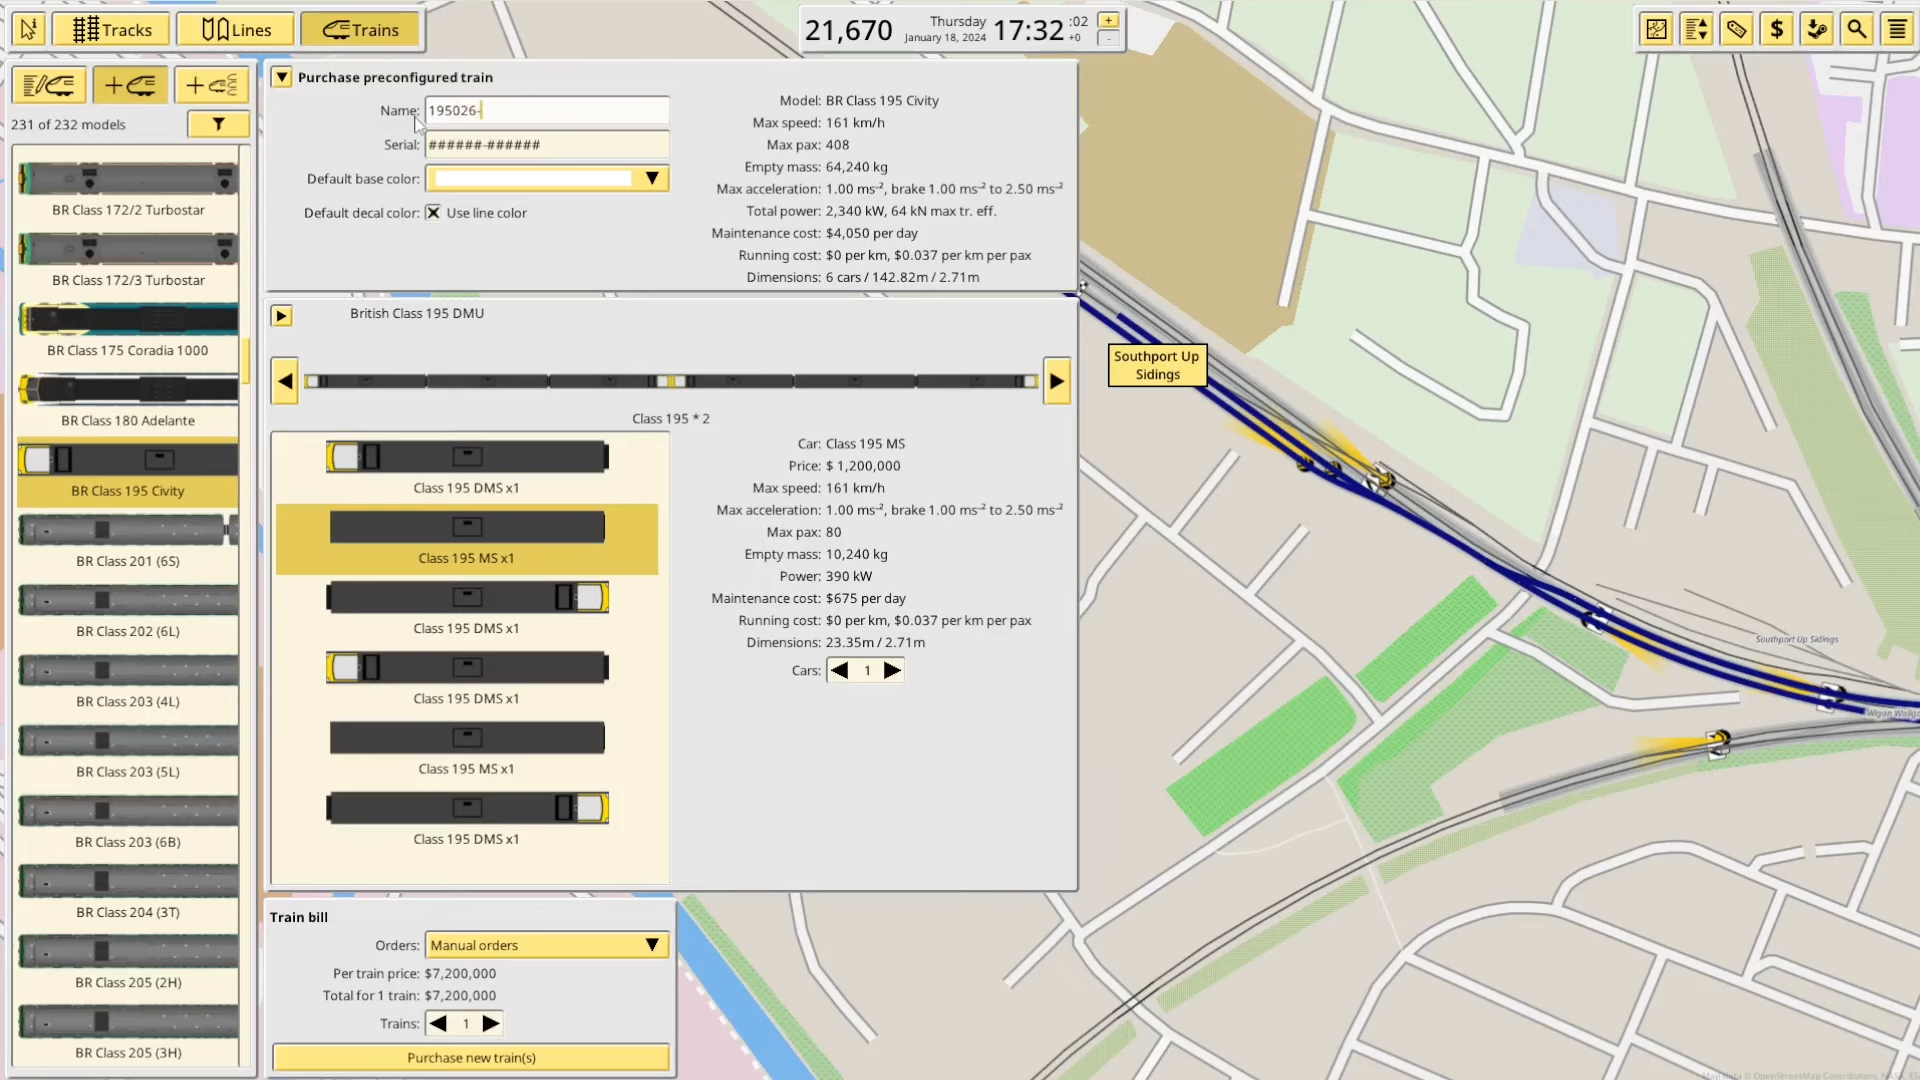 Tracks
Lines
Trains
21,670
Thursday
January 18, 2024
17:32
:02
+0
+
-
$
231 of 232 models
BR Class 172/2 Turbostar
BR Class 172/3 Turbostar
BR Class 175 Coradia 1000
BR Class 180 Adelante
BR Class 195 Civity
BR Class 201 (6S)
BR Class 202 (6L)
BR Class 203 (4L)
BR Class 203 (5L)
BR Class 203 (6B)
BR Class 204 (3T)
BR Class 205 (2H)
BR Class 205 (3H)
Purchase preconfigured train
Name: 195026-
Serial: ######-######
Default base color:
Default decal color: Use line color
Model: BR Class 195 Civity
Max speed: 161 km/h
Max pax: 408
Empty mass: 64,240 kg
Max acceleration: 1.00 ms⁻², brake 1.00 ms⁻² to 2.50 ms⁻²
Total power: 2,340 kW, 64 kN max tr. eff.
Maintenance cost: $4,050 per day
Running cost: $0 per km, $0.037 per km per pax
Dimensions: 6 cars / 142.82m / 2.71m
British Class 195 DMU
Class 195 * 2
Class 195 DMS x1
Class 195 MS x1
Class 195 DMS x1
Class 195 DMS x1
Class 195 MS x1
Class 195 DMS x1
Car: Class 195 MS
Price: $ 1,200,000
Max speed: 161 km/h
Max acceleration: 1.00 ms⁻², brake 1.00 ms⁻² to 2.50 ms⁻²
Max pax: 80
Empty mass: 10,240 kg
Power: 390 kW
Maintenance cost: $675 per day
Running cost: $0 per km, $0.037 per km per pax
Dimensions: 23.35m / 2.71m
Cars: 1
Train bill
Orders: Manual orders
Per train price: $7,200,000
Total for 1 train: $7,200,000
Trains: 1
Purchase new train(s)
Southport Up
Sidings
Southport Up Sidings